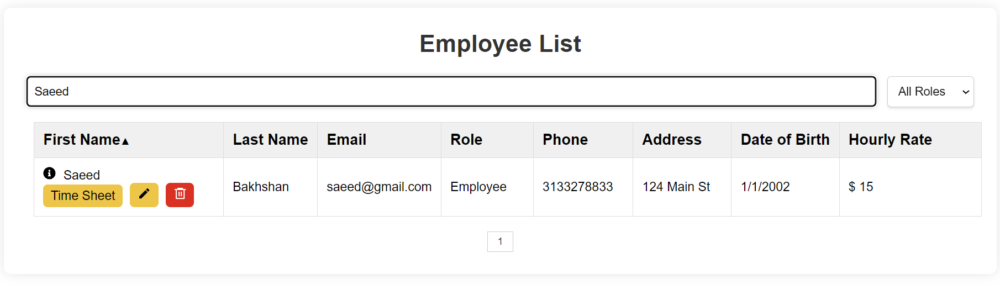 Employee List
Saeed
All Roles
First Name▲ Last Name Email Role Phone Address Date of Birth Hourly Rate
Saeed
Bakhshan saeed@gmail.com Employee 3133278833 124 Main St 1/1/2002 $ 15
Time Sheet
1